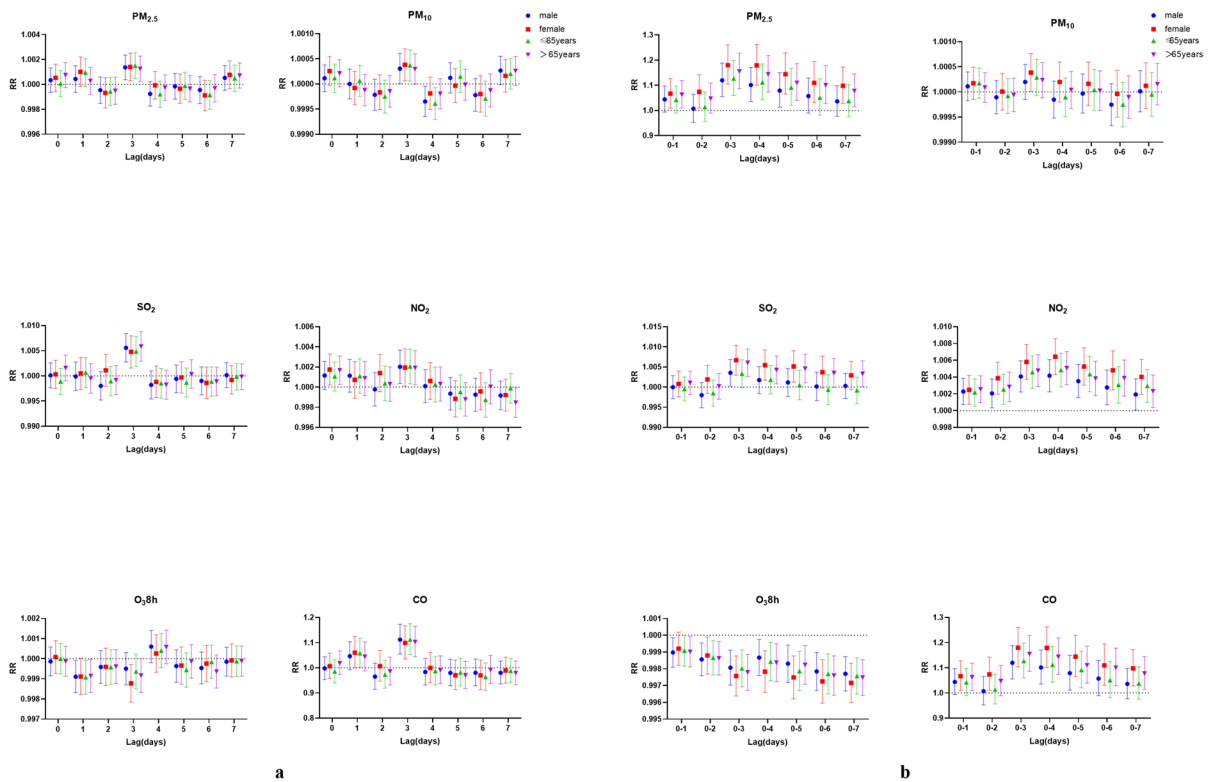 PM2.5
1.004
1.002
1.000
0.998
0.996
RR
0 1 2 3 4 5 6 7
Lag(days)
PM10
1.0010
1.0005
1.0000
0.9995
0.9990
RR
0 1 2 3 4 5 6 7
Lag(days)
male
female
≤65years
>65years
PM2.5
1.3
1.2
1.1
1.0
0.9
RR
0-1 0-2 0-3 0-4 0-5 0-6 0-7
Lag(days)
PM10
1.0010
1.0005
1.0000
0.9995
0.9990
RR
0-1 0-2 0-3 0-4 0-5 0-6 0-7
Lag(days)
male
female
≤65years
>65years
SO2
1.010
1.005
1.000
0.995
0.990
RR
0 1 2 3 4 5 6 7
Lag(days)
NO2
1.006
1.004
1.002
1.000
0.998
0.996
RR
0 1 2 3 4 5 6 7
Lag(days)
SO2
1.015
1.010
1.005
1.000
0.995
0.990
RR
0-1 0-2 0-3 0-4 0-5 0-6 0-7
Lag(days)
NO2
1.010
1.008
1.006
1.004
1.002
1.000
0.998
RR
0-1 0-2 0-3 0-4 0-5 0-6 0-7
Lag(days)
O38h
1.002
1.001
1.000
0.999
0.998
0.997
RR
0 1 2 3 4 5 6 7
Lag(days)
CO
1.2
1.1
1.0
0.9
0.8
RR
0 1 2 3 4 5 6 7
Lag(days)
O38h
1.001
1.000
0.999
0.998
0.997
0.996
0.995
RR
0-1 0-2 0-3 0-4 0-5 0-6 0-7
Lag(days)
CO
1.3
1.2
1.1
1.0
0.9
RR
0-1 0-2 0-3 0-4 0-5 0-6 0-7
Lag(days)
a
b